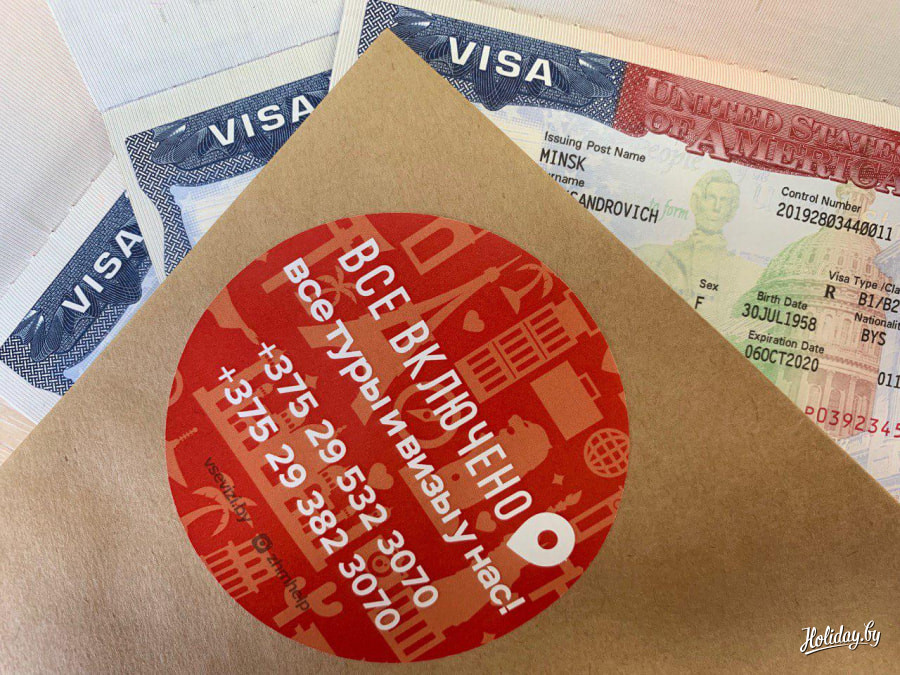 VISA
VISA
VISA
UNITED STATES
OF AMERICA
Issuing Post Name
MINSK
SANDROVICH
Control Number
20192803440011
Sex
F
Birth Date
30JUL1958
Visa Type
R
B1/B2
BYS
Expiration Date
06OCT2020
ВСЕ ВКЛЮЧЕНО
все туры и визы у нас!
+375 29 532 3070
+375 29 382 3070
vsevizi.by
zhmihelp
Holiday.by